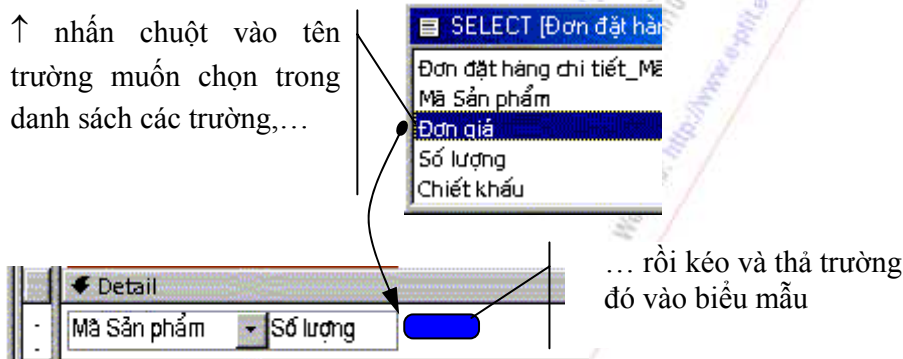 ↑ nhấn chuột vào tên
trường muốn chọn trong
danh sách các trường,…
SELECT [Đơn đặt hàn
Đơn đặt hàng chi tiết_Mã
Mã Sản phẩm
Đơn giá
Số lượng
Chiết khấu
… rồi kéo và thả trường
đó vào biểu mẫu
Detail
Mã Sản phẩm Số lượng